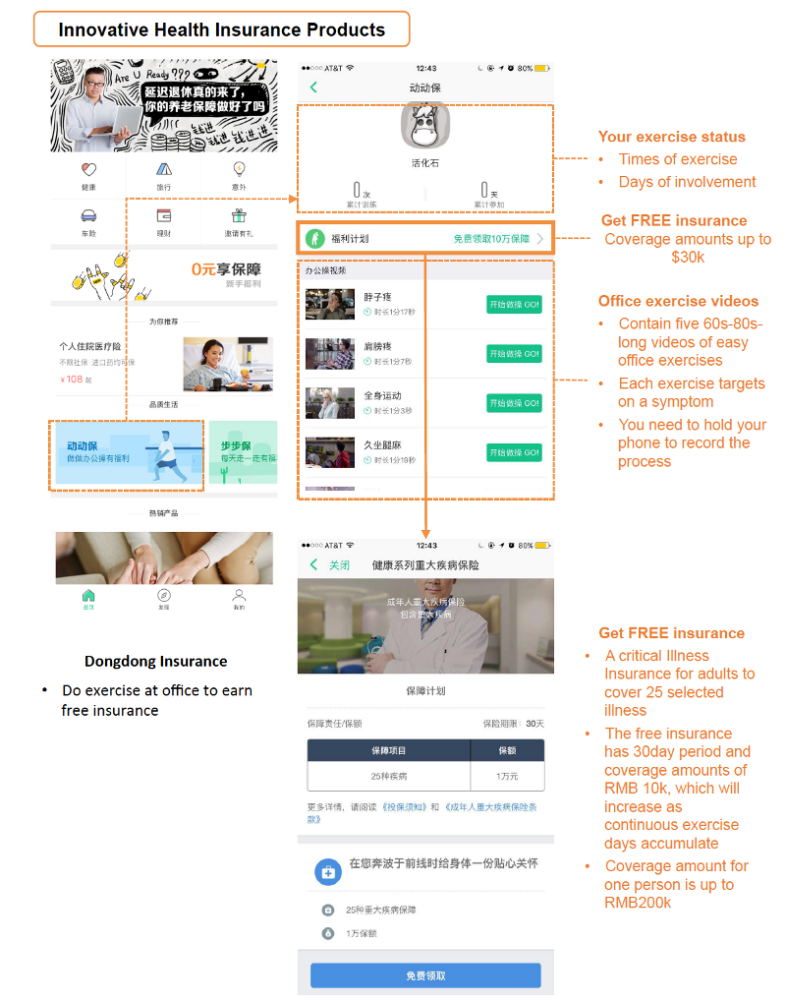 Innovative Health Insurance Products
Are U Ready???
延迟退休真的来了，
你的养老保障做好了吗
钱进 钱进 进
健康
旅行
意外
车险
理财
邀请有礼
0元享保障
新手福利
为你推荐
个人住院医疗险
不限社保 进口药均可保
￥108 起
品质生活
动动保
做做办公操有福利
步步保
每天走一走有福
热销产品
首页
发现
我的
Dongdong Insurance
• Do exercise at office to earn
free insurance
AT&T 12:43 80%
动动保
活化石
0次
累计训练
0天
累计参加
福利计划
免费领取10万保障
办公操视频
脖子疼
时长1分17秒
开始做操 GO!
肩膀疼
时长1分7秒
开始做操 GO!
全身运动
时长1分3秒
开始做操 GO!
久坐腿麻
时长1分19秒
开始做操 GO!
AT&T 12:43 80%
关闭
健康系列重大疾病保险
成年人重大疾病保险
包含重大疾病
保障计划
保障责任/保额
保险期限：30天
保障项目
保额
25种疾病
1万元
更多详情，请阅读《投保须知》和《成年人重大疾病保险条
款》
在您奔波于前线时给身体一份贴心关怀
25种重大疾病保障
1万保额
免费领取
Your exercise status
• Times of exercise
• Days of involvement
Get FREE insurance
Coverage amounts up to
$30k
Office exercise videos
• Contain five 60s-80s-
long videos of easy
office exercises
• Each exercise targets
on a symptom
• You need to hold your
phone to record the
process
Get FREE insurance
• A critical Illness
Insurance for adults to
cover 25 selected
illness
• The free insurance
has 30day period and
coverage amounts of
RMB 10k, which will
increase as
continuous exercise
days accumulate
• Coverage amount for
one person is up to
RMB200k